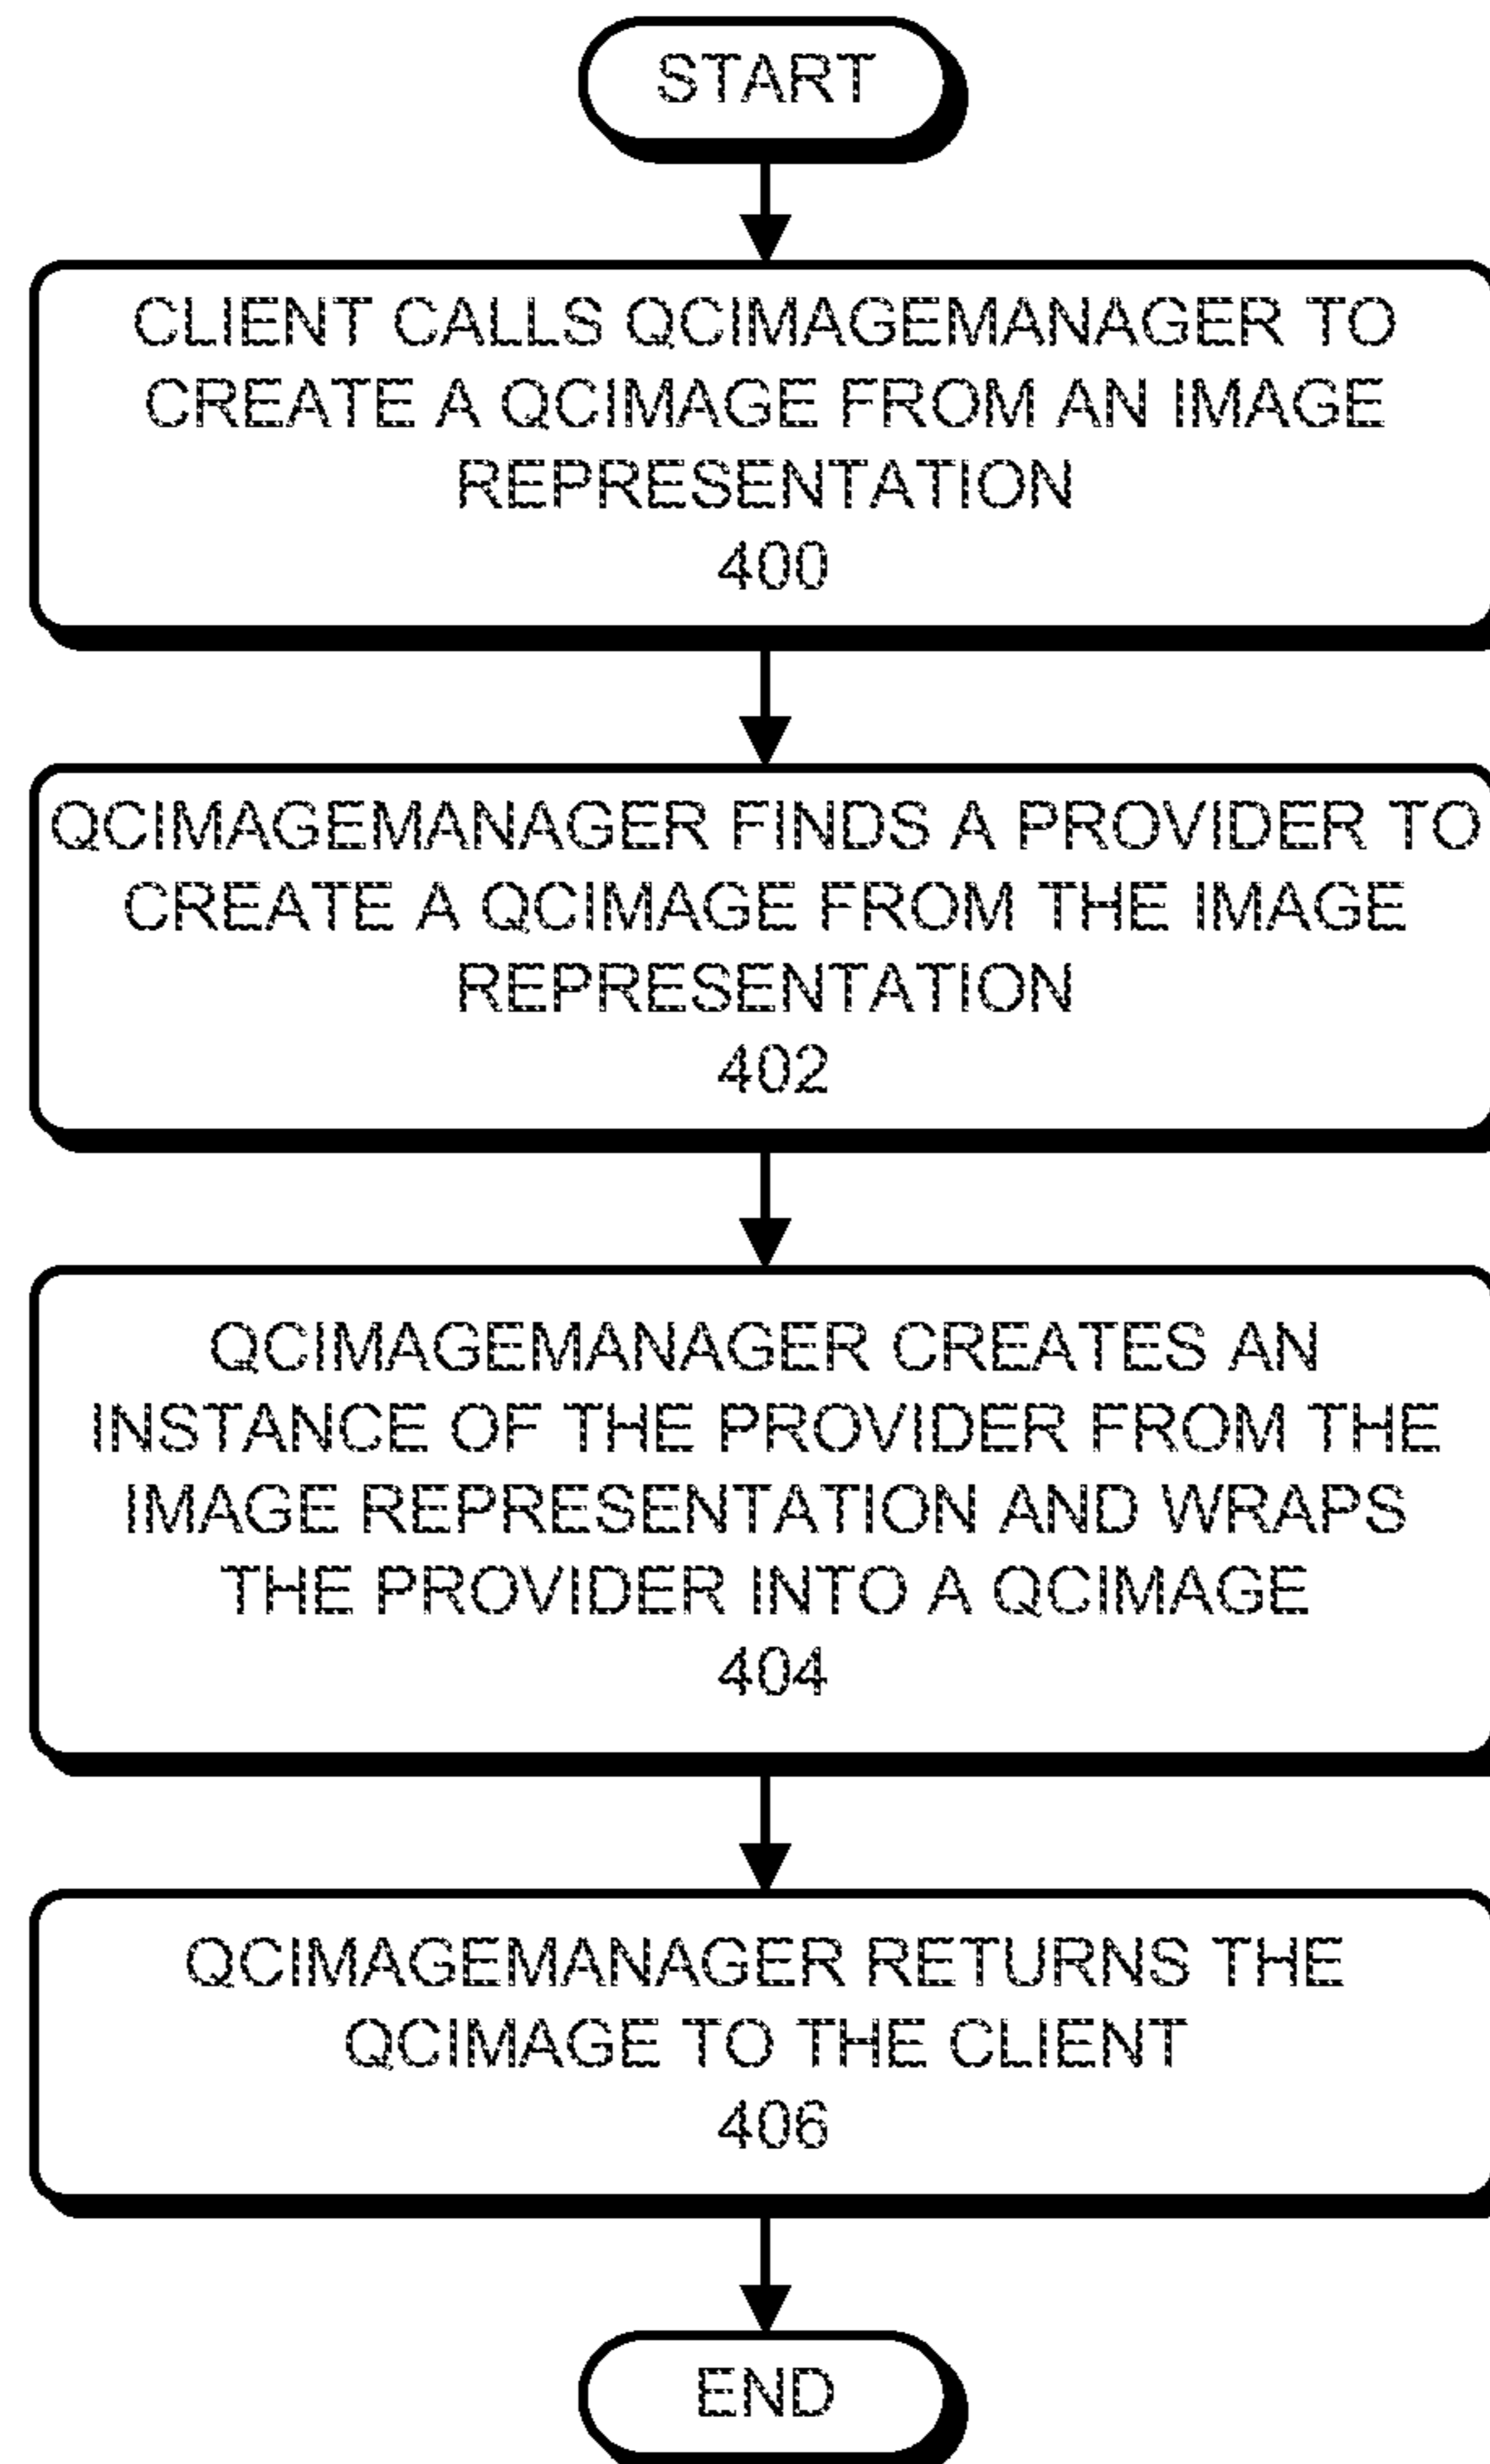 START
CLIENT CALLS QCIMAGEMANAGER TO
CREATE A QCIMAGE FROM AN IMAGE
REPRESENTATION
400
QCIMAGEMANAGER FINDS A PROVIDER TO
CREATE A QCIMAGE FROM THE IMAGE
REPRESENTATION
402
QCIMAGEMANAGER CREATES AN
INSTANCE OF THE PROVIDER FROM THE
IMAGE REPRESENTATION AND WRAPS
THE PROVIDER INTO A QCIMAGE
404
QCIMAGEMANAGER RETURNS THE
QCIMAGE TO THE CLIENT
406
END